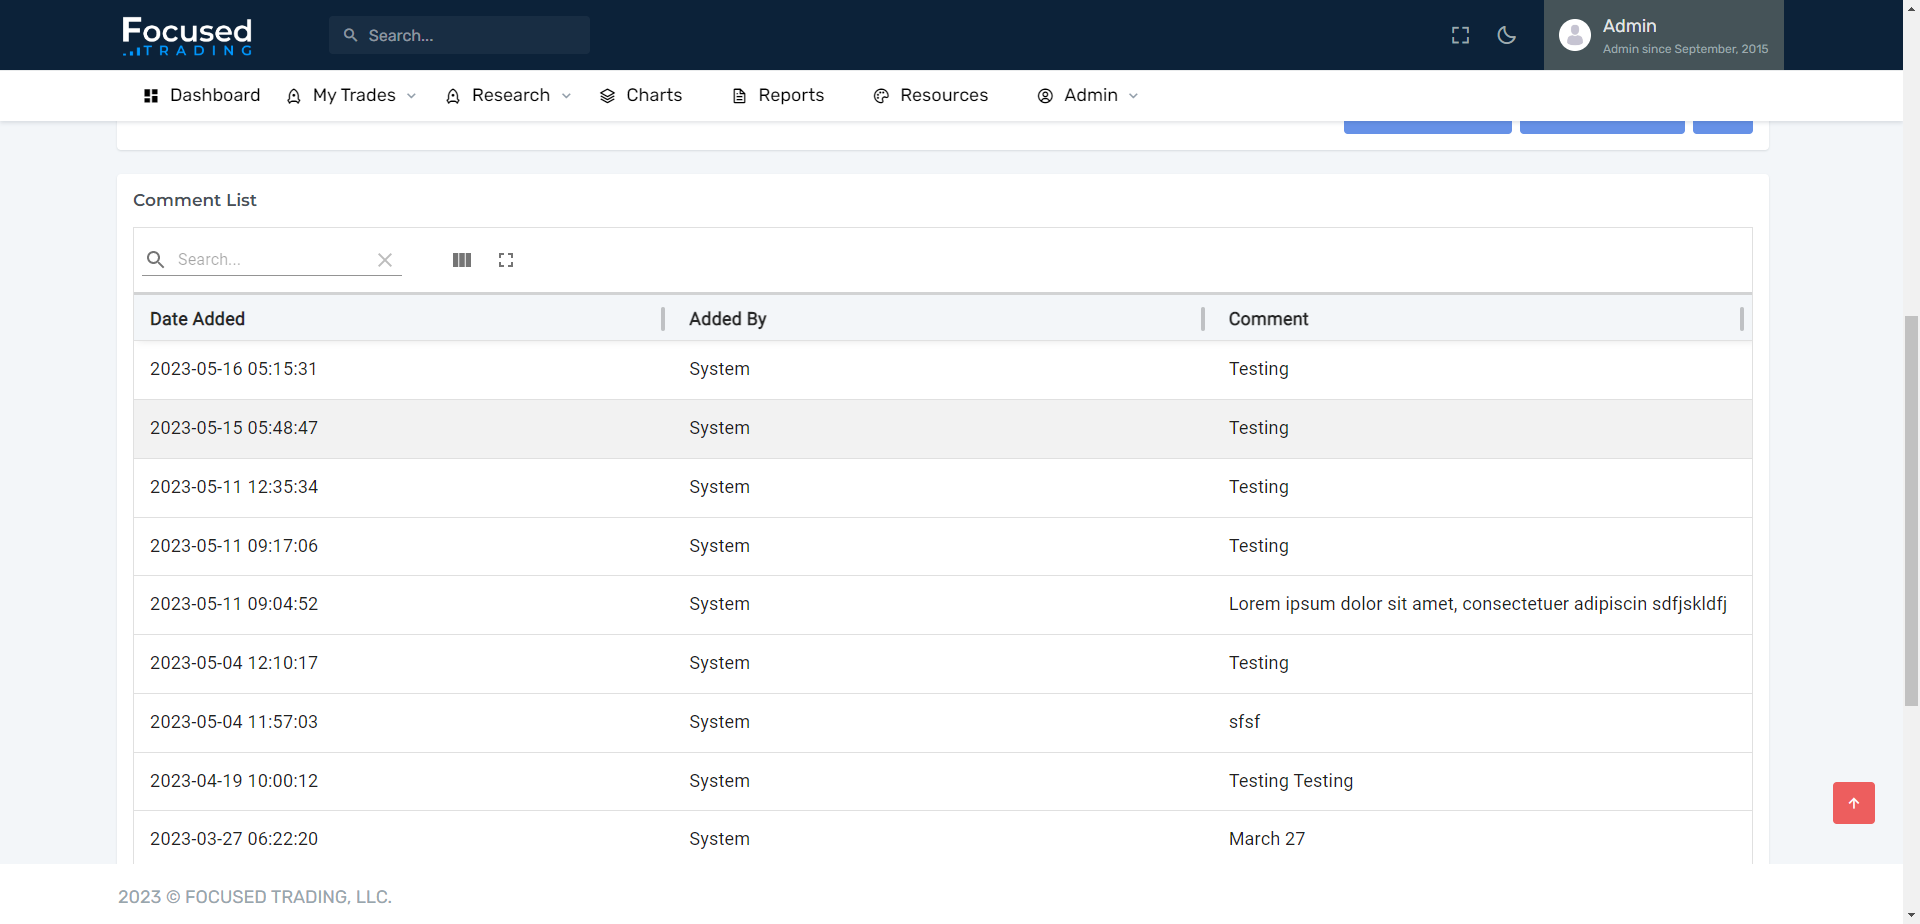 Focused
TRADING
Search...
Admin
Admin since September, 2015
Dashboard My Trades Research Charts Reports Resources Admin
Comment List
Search...
Date Added Added By Comment
2023-05-16 05:15:31 System Testing
2023-05-15 05:48:47 System Testing
2023-05-11 12:35:34 System Testing
2023-05-11 09:17:06 System Testing
2023-05-11 09:04:52 System Lorem ipsum dolor sit amet, consectetuer adipiscin sdfjskldfj
2023-05-04 12:10:17 System Testing
2023-05-04 11:57:03 System sfsf
2023-04-19 10:00:12 System Testing Testing
2023-03-27 06:22:20 System March 27
2023 © FOCUSED TRADING, LLC.